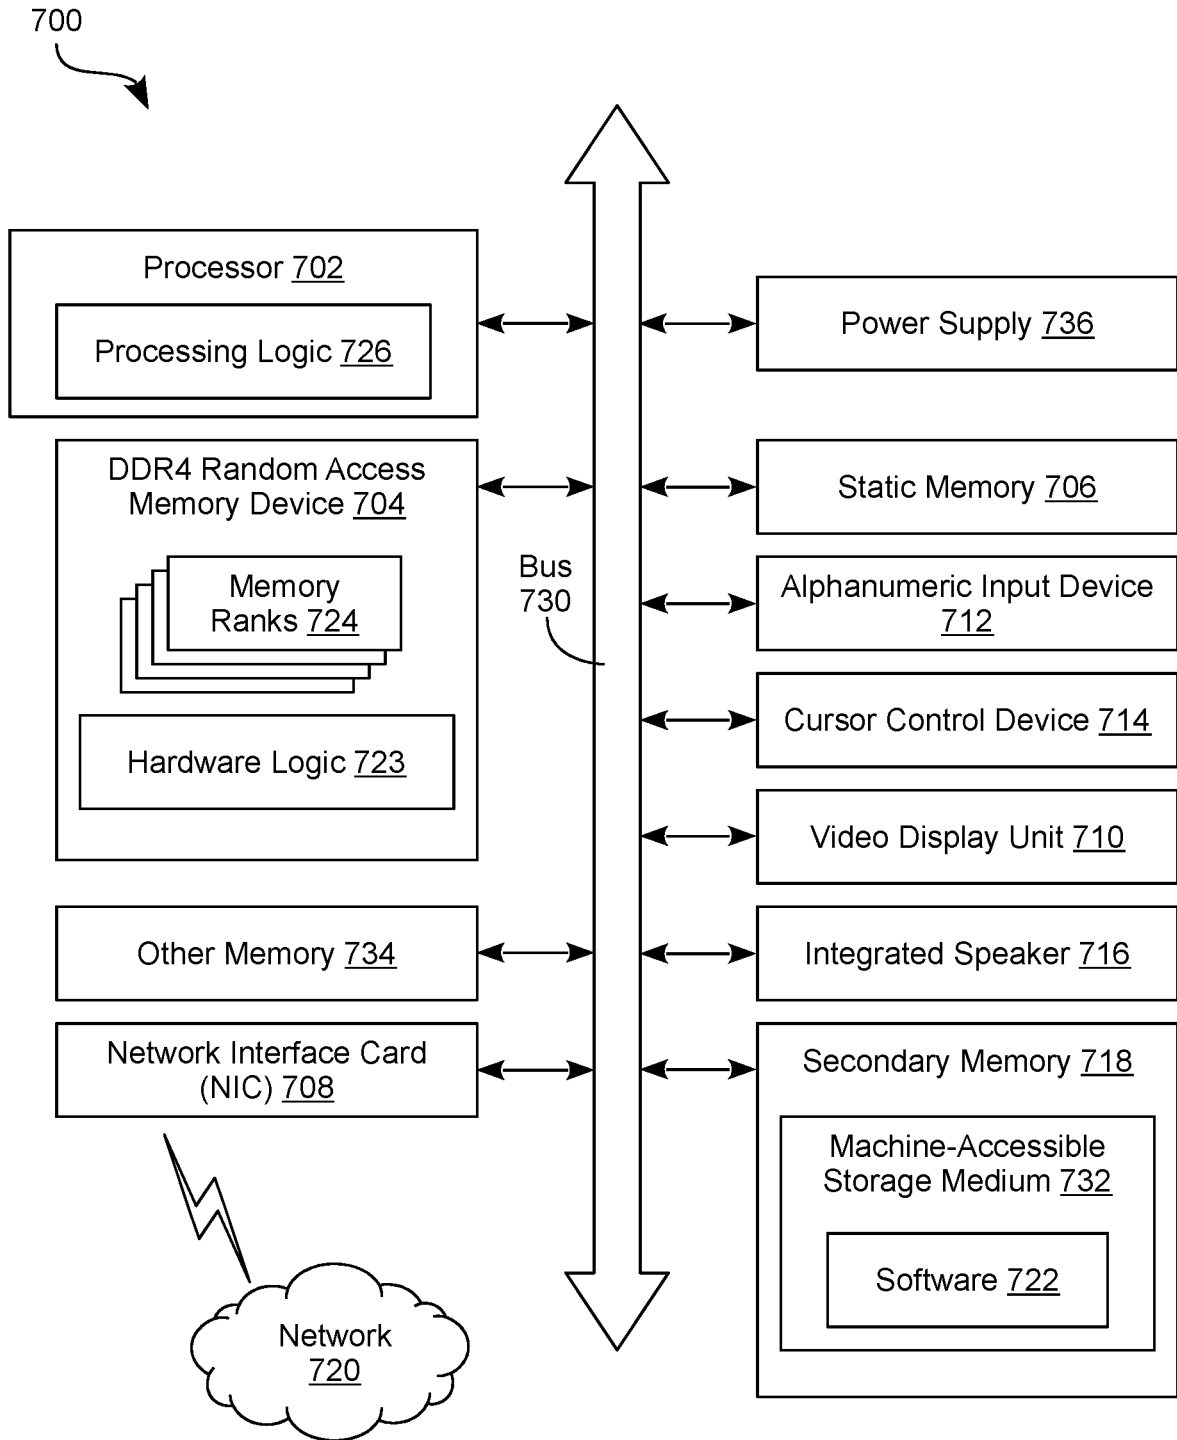 700
Processor 702
Processing Logic 726
DDR4 Random Access
Memory Device 704
Memory
Ranks 724
Hardware Logic 723
Other Memory 734
Network Interface Card
(NIC) 708
Network
720
Bus
730
Power Supply 736
Static Memory 706
Alphanumeric Input Device
712
Cursor Control Device 714
Video Display Unit 710
Integrated Speaker 716
Secondary Memory 718
Machine-Accessible
Storage Medium 732
Software 722